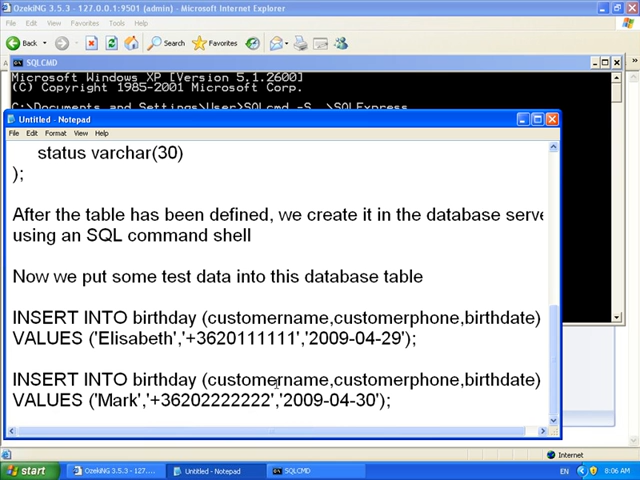 OzekiNG 3.5.3 - 127.0.0.1:9501 (admin) - Microsoft Internet Explorer
File Edit View Favorites Tools Help
Back Search Favorites
SQLCMD
Microsoft Windows XP [Version 5.1.2600]
(C) Copyright 1985-2001 Microsoft Corp.
C:\Documents and Settings\User>SQLcmd -S .\SQLExpress
Untitled - Notepad
File Edit Format View Help
status varchar(30)
);
After the table has been defined, we create it in the database serve
using an SQL command shell
Now we put some test data into this database table
INSERT INTO birthday (customername,customerphone,birthdate)
VALUES ('Elisabeth','+3620111111','2009-04-29');
INSERT INTO birthday (customername,customerphone,birthdate)
VALUES ('Mark','+36202222222','2009-04-30');
Internet
start OzekiNG 3.5.3 - 127.... Untitled - Notepad SQLCMD EN 8:06 AM